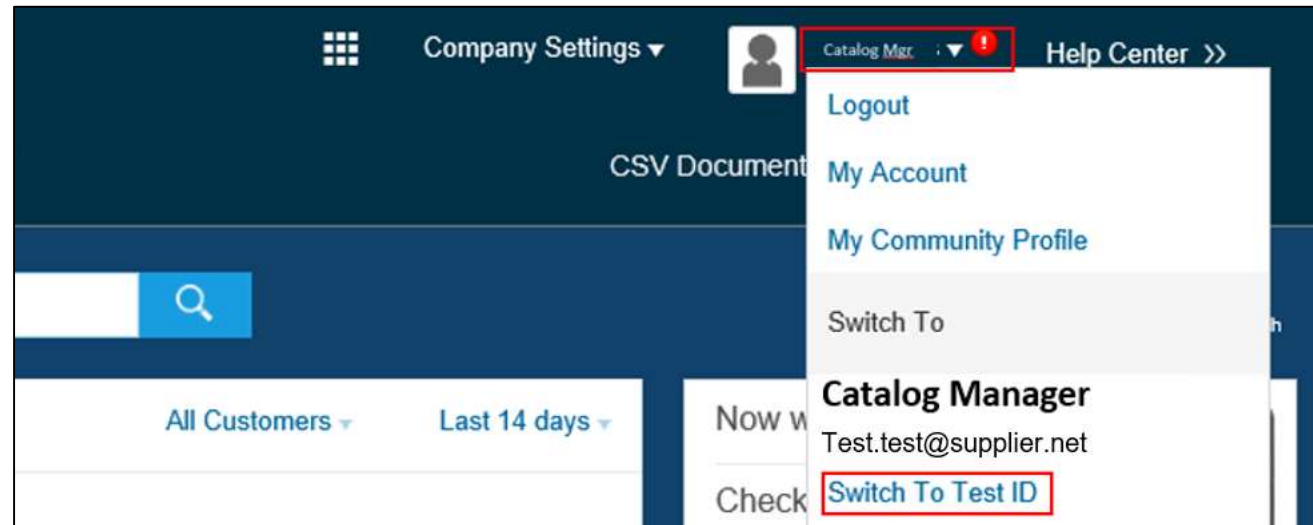 Company Settings ▼
Catalog Mgr. ▼ !
Help Center >>
Logout
CSV Document
My Account
My Community Profile
Switch To
h
Catalog Manager
All Customers
Last 14 days
Now w
Test.test@supplier.net
Check
Switch To Test ID